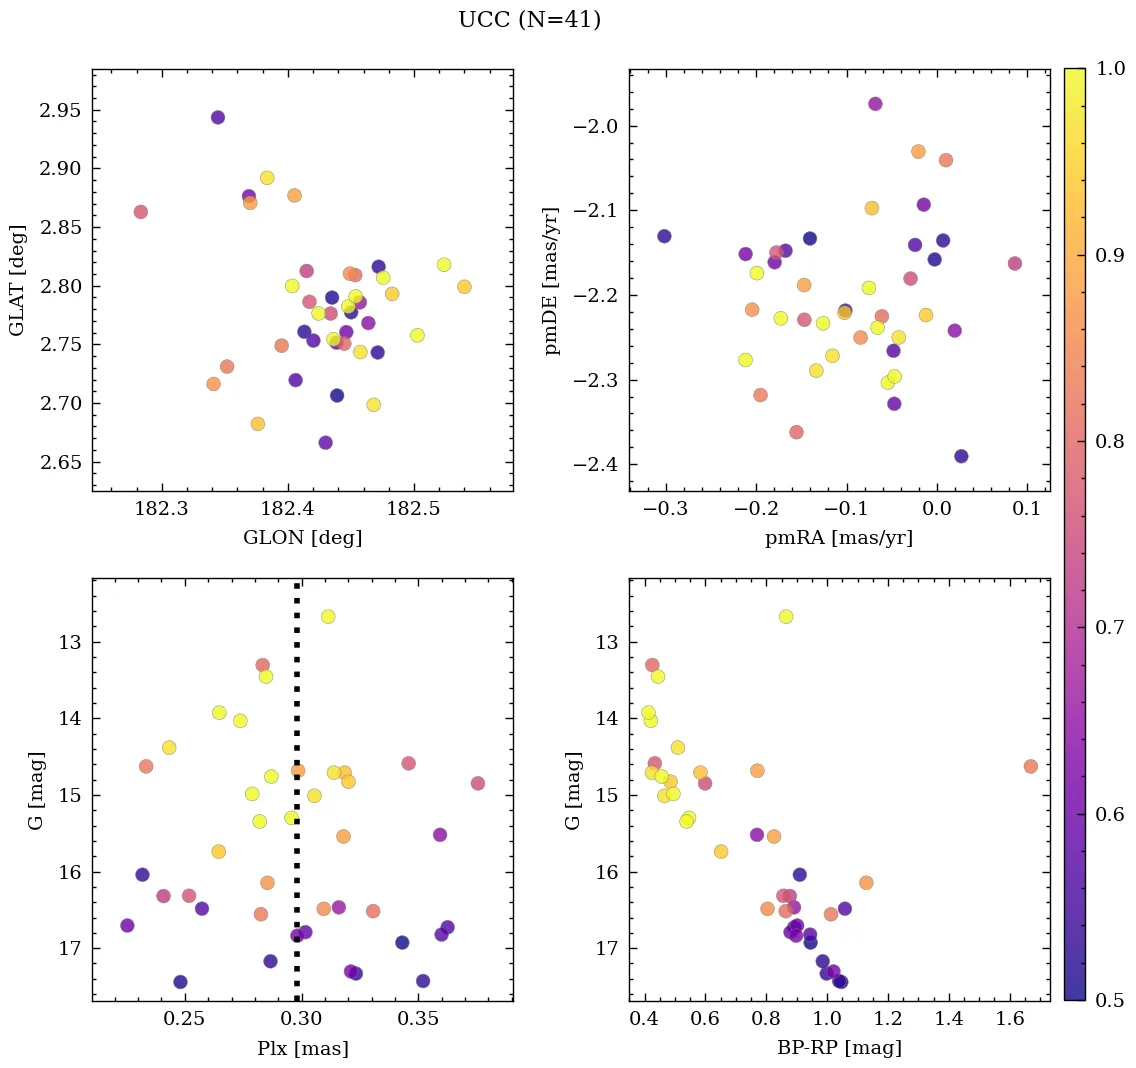 UCC (N=41)
2.95
2.90
2.85
2.80
2.75
2.70
2.65
GLAT [deg]
182.3 182.4 182.5
GLON [deg]
−2.0
−2.1
−2.2
−2.3
−2.4
pmDE [mas/yr]
−0.3 −0.2 −0.1 0.0 0.1
pmRA [mas/yr]
13
14
15
16
17
G [mag]
0.25 0.30 0.35
Plx [mas]
13
14
15
16
17
G [mag]
0.4 0.6 0.8 1.0 1.2 1.4 1.6
BP-RP [mag]
1.0
0.9
0.8
0.7
0.6
0.5